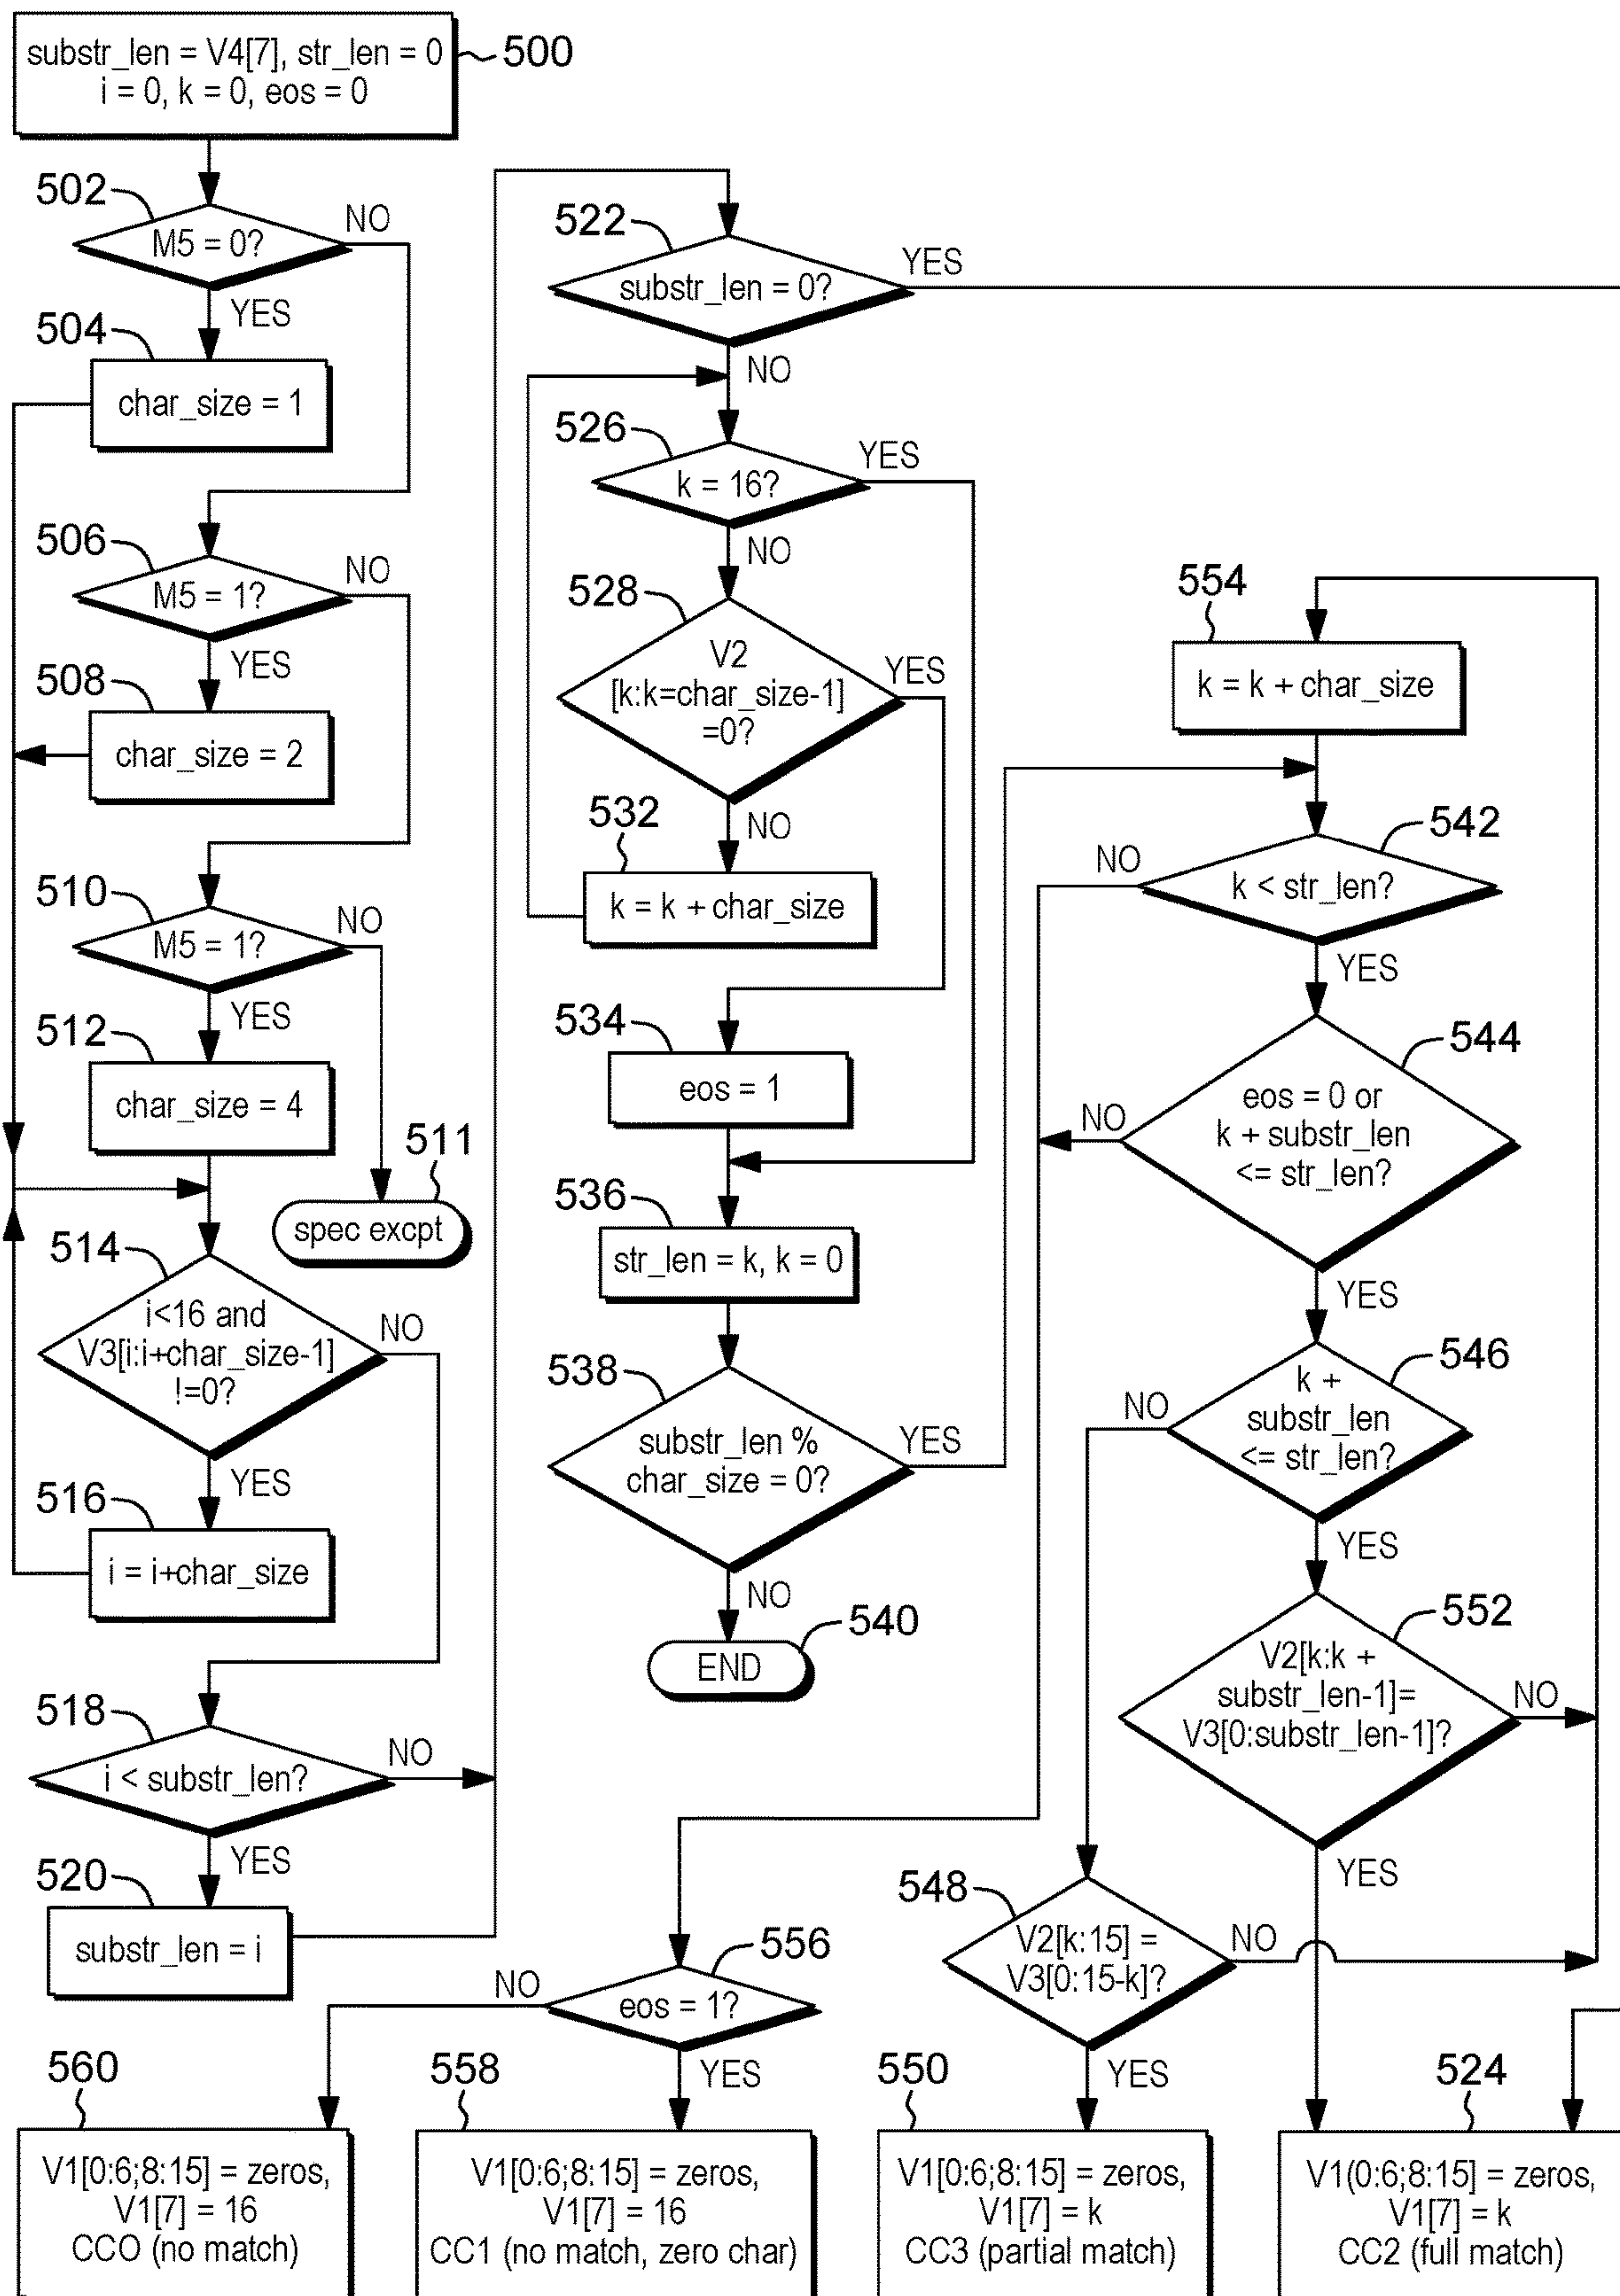 substr_len = V4[7], str_len = 0
i = 0, k = 0, eos = 0
500
502
M5 = 0?
NO
YES
504
char_size = 1
506
M5 = 1?
NO
YES
508
char_size = 2
510
M5 = 1?
NO
YES
512
char_size = 4
511
spec excpt
514
i<16 and
V3[i:i+char_size-1]
!=0?
NO
YES
516
i = i+char_size
518
i < substr_len?
NO
YES
520
substr_len = i
522
substr_len = 0?
YES
NO
526
k = 16?
YES
NO
528
V2
[k:k=char_size-1]
=0?
YES
NO
532
k = k + char_size
534
eos = 1
536
str_len = k, k = 0
538
substr_len %
char_size = 0?
YES
NO
540
END
554
k = k + char_size
542
k < str_len?
NO
YES
544
eos = 0 or
k + substr_len
<= str_len?
NO
YES
546
k +
substr_len
<= str_len?
NO
YES
552
V2[k:k +
substr_len-1]=
V3[0:substr_len-1]?
NO
YES
548
V2[k:15] =
V3[0:15-k]?
NO
YES
556
eos = 1?
NO
YES
560
V1[0:6;8:15] = zeros,
V1[7] = 16
CCO (no match)
558
V1[0:6;8:15] = zeros,
V1[7] = 16
CC1 (no match, zero char)
550
V1[0:6;8:15] = zeros,
V1[7] = k
CC3 (partial match)
524
V1(0:6;8:15] = zeros,
V1[7] = k
CC2 (full match)